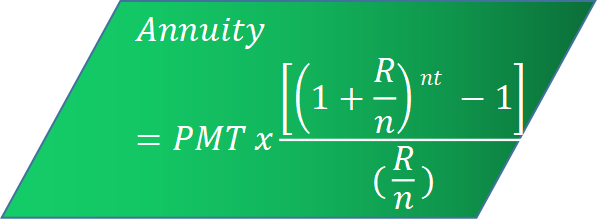 Annuity
= PMT x [(1 + R/n)^nt − 1] / (R/n)